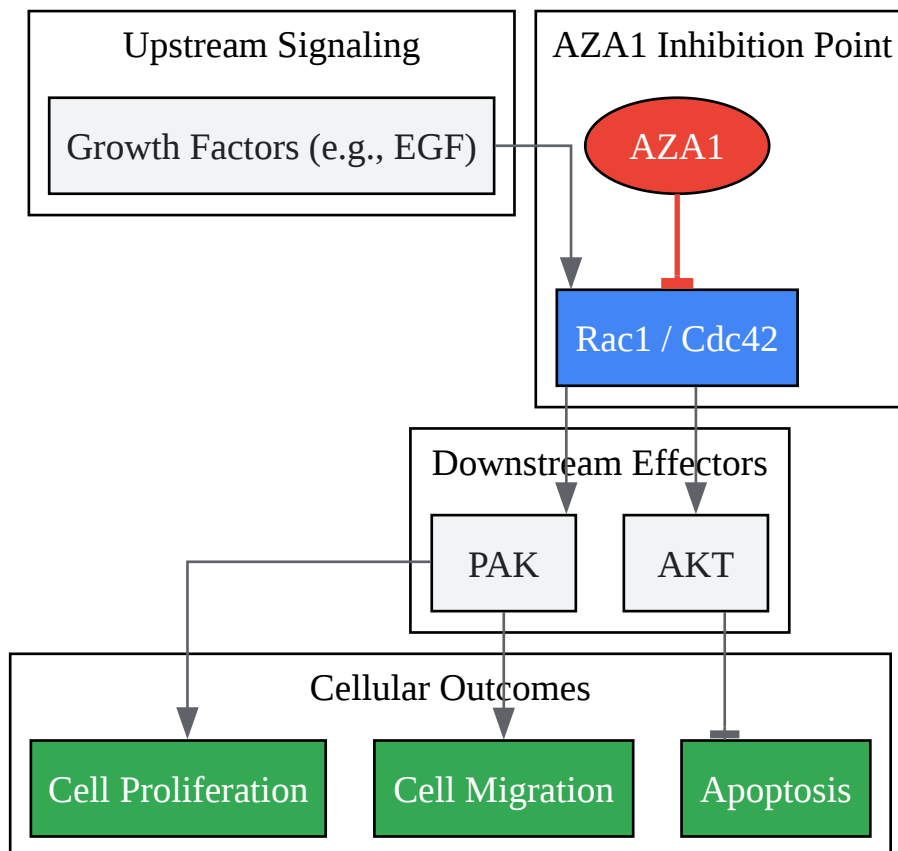 Upstream Signaling
AZA1 Inhibition Point
Growth Factors (e.g., EGF)
AZA1
Rac1 / Cdc42
Downstream Effectors
PAK
AKT
Cellular Outcomes
Cell Proliferation
Cell Migration
Apoptosis